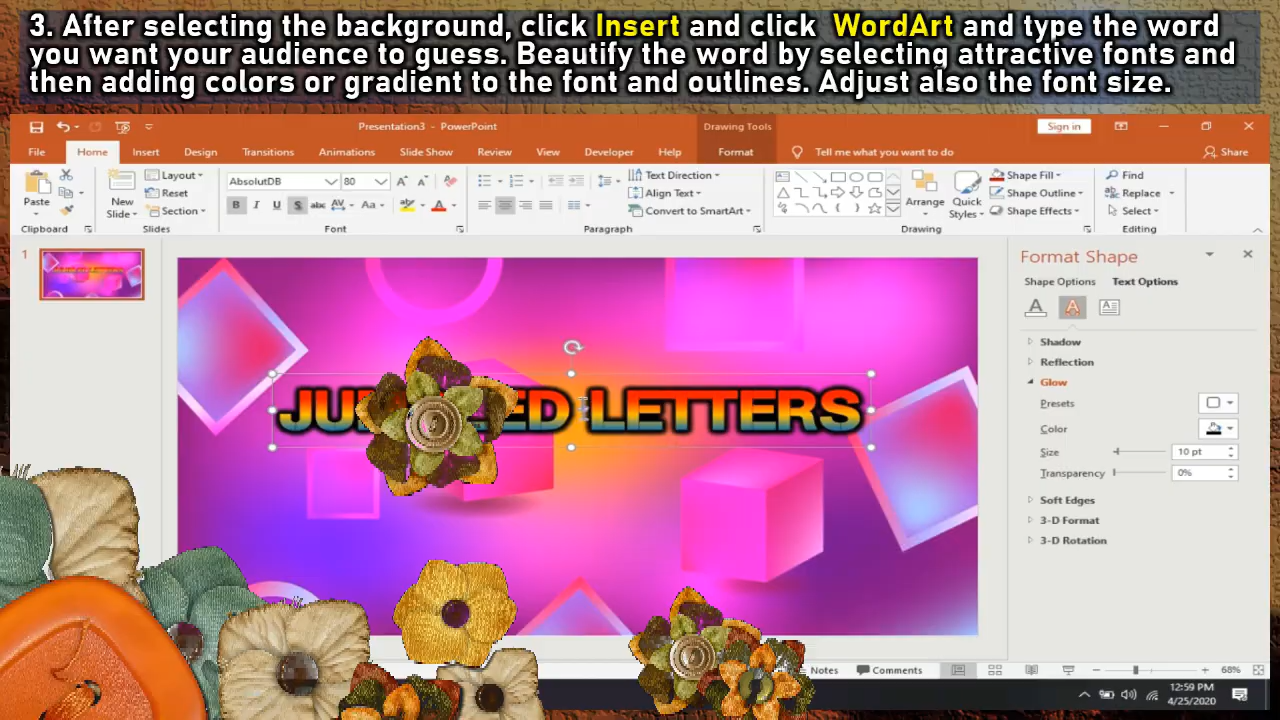 3. After selecting the background, click Insert and click WordArt and type the word
you want your audience to guess. Beautify the word by selecting attractive fonts and
then adding colors or gradient to the font and outlines. Adjust also the font size.
Presentation3 - PowerPoint
Drawing Tools
Sign in
File Home Insert Design Transitions Animations Slide Show Review View Developer Help Format Tell me what you want to do Share
Paste
New
Slide
Layout
Reset
Section
AbsolutDB 80
B I U S abc AV Aa A
Text Direction
Align Text
Convert to SmartArt
Arrange
Quick
Styles
Shape Fill
Shape Outline
Shape Effects
Find
Replace
Select
Clipboard Slides Font Paragraph Drawing Editing
1
LETTERS
Format Shape
Shape Options Text Options
Shadow
Reflection
Glow
Presets
Color
Size 10 pt
Transparency 0%
Soft Edges
3-D Format
3-D Rotation
Notes Comments 68%
12:59 PM
4/25/2020